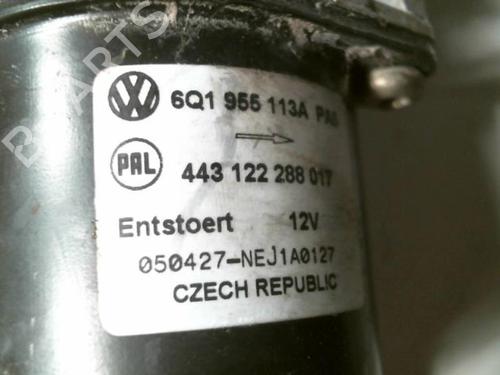 6Q1 955 113A
PAL
443 122 288 017
Entstoert 12V
050427-NEJ1A0127
CZECH REPUBLIC